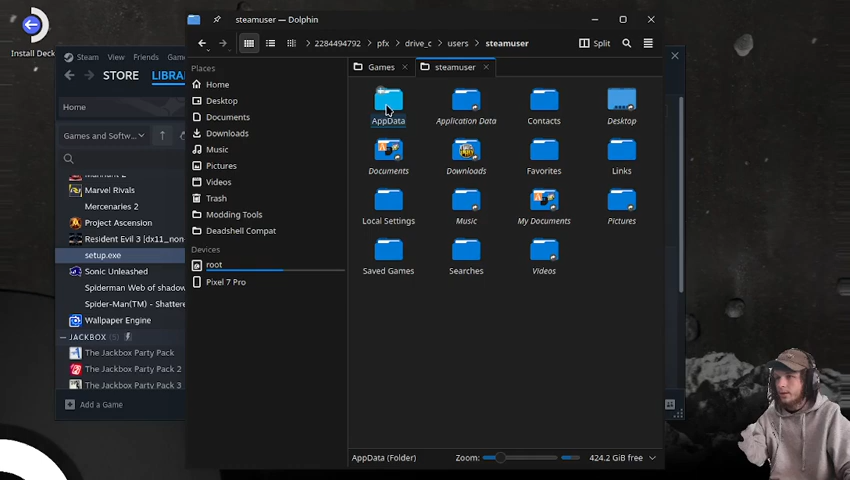 Install Deck
steamuser — Dolphin
2284494792
pfx
drive_c
users
steamuser
Split
Steam
View
Friends
STORE
Home
Games and Softw...
Marvel Rivals
Mercenaries 2
Project Ascension
Resident Evil 3 [dx11_non-
setup.exe
Sonic Unleashed
Spiderman Web of shadow
Spider-Man(TM) - Shattere
Wallpaper Engine
JACKBOX (5)
The Jackbox Party Pack
The Jackbox Party Pack 2
The Jackbox Party Pack 3
Add a Game
Places
Home
Desktop
Documents
Downloads
Music
Pictures
Videos
Trash
Modding Tools
Deadshell Compat
Devices
root
Pixel 7 Pro
Games
steamuser
AppData
Application Data
Contacts
Desktop
Documents
Downloads
Favorites
Links
Local Settings
Music
My Documents
Pictures
Saved Games
Searches
Videos
AppData (Folder)
Zoom:
424.2 GiB free